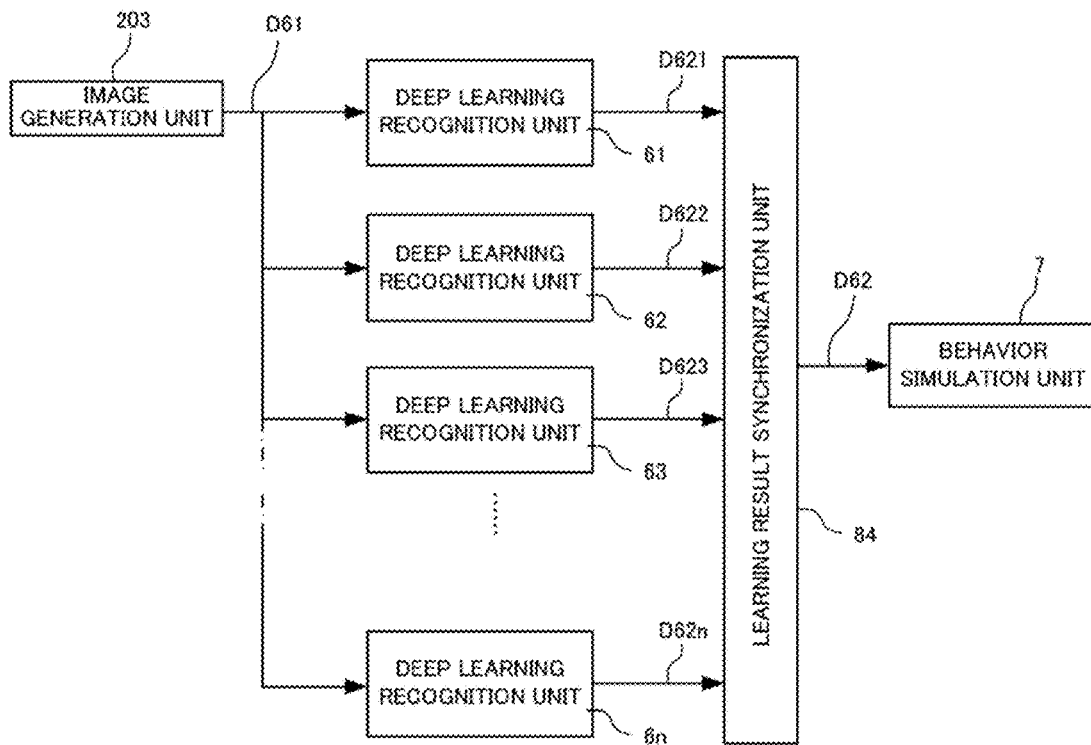 203
D61
IMAGE
GENERATION UNIT
DEEP LEARNING
RECOGNITION UNIT
61
D621
DEEP LEARNING
RECOGNITION UNIT
62
D622
DEEP LEARNING
RECOGNITION UNIT
63
D623
DEEP LEARNING
RECOGNITION UNIT
6n
D62n
LEARNING RESULT SYNCHRONIZATION UNIT
84
D62
7
BEHAVIOR
SIMULATION UNIT